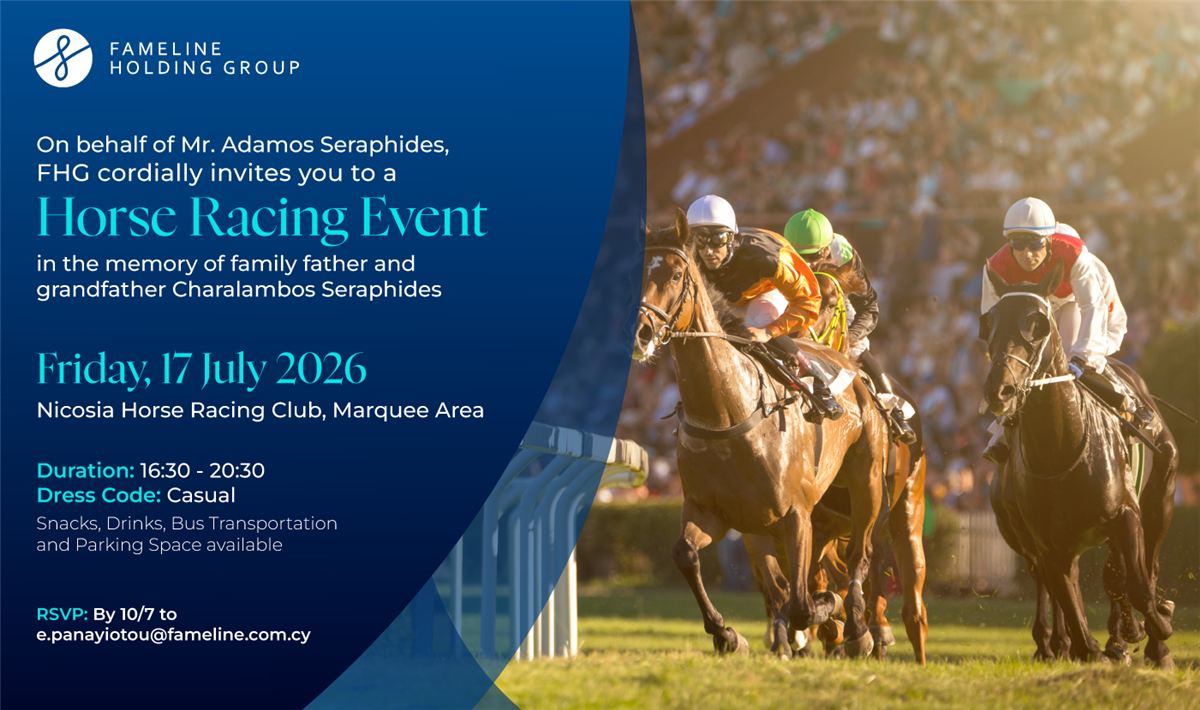 FAMELINE
HOLDING GROUP
On behalf of Mr. Adamos Seraphides,
FHG cordially invites you to a
Horse Racing Event
in the memory of family father and
grandfather Charalambos Seraphides
Friday, 17 July 2026
Nicosia Horse Racing Club, Marquee Area
Duration: 16:30 - 20:30
Dress Code: Casual
Snacks, Drinks, Bus Transportation
and Parking Space available
RSVP: By 10/7 to
e.panayiotou@fameline.com.cy